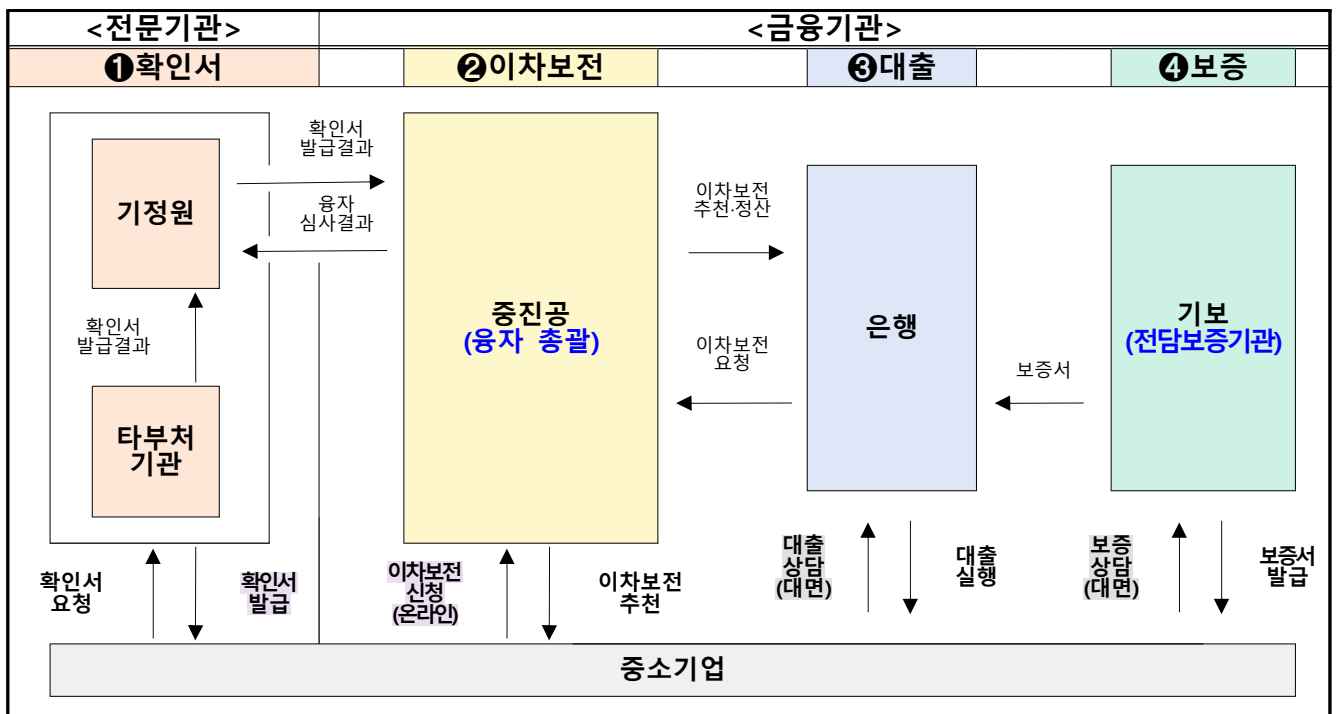 <전문기관>
<금융기관>
❶확인서
❷이차보전
❸대출
❹보증
기정원
확인서
발급결과
타부처
기관
확인서
발급결과
융자
심사결과
중진공
(융자 총괄)
이차보전
추천·정산
이차보전
요청
은행
보증서
기보
(전담보증기관)
확인서
요청
확인서
발급
이차보전
신청
(온라인)
이차보전
추천
대출
상담
(대면)
대출
실행
보증
상담
(대면)
보증서
발급
중소기업